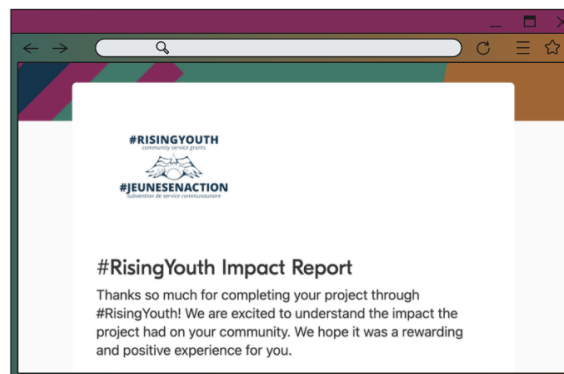 #RISINGYOUTH
community service grants
#JEUNESENACTION
subvention de service communautaire
#RisingYouth Impact Report
Thanks so much for completing your project through
#RisingYouth! We are excited to understand the impact the
project had on your community. We hope it was a rewarding
and positive experience for you.